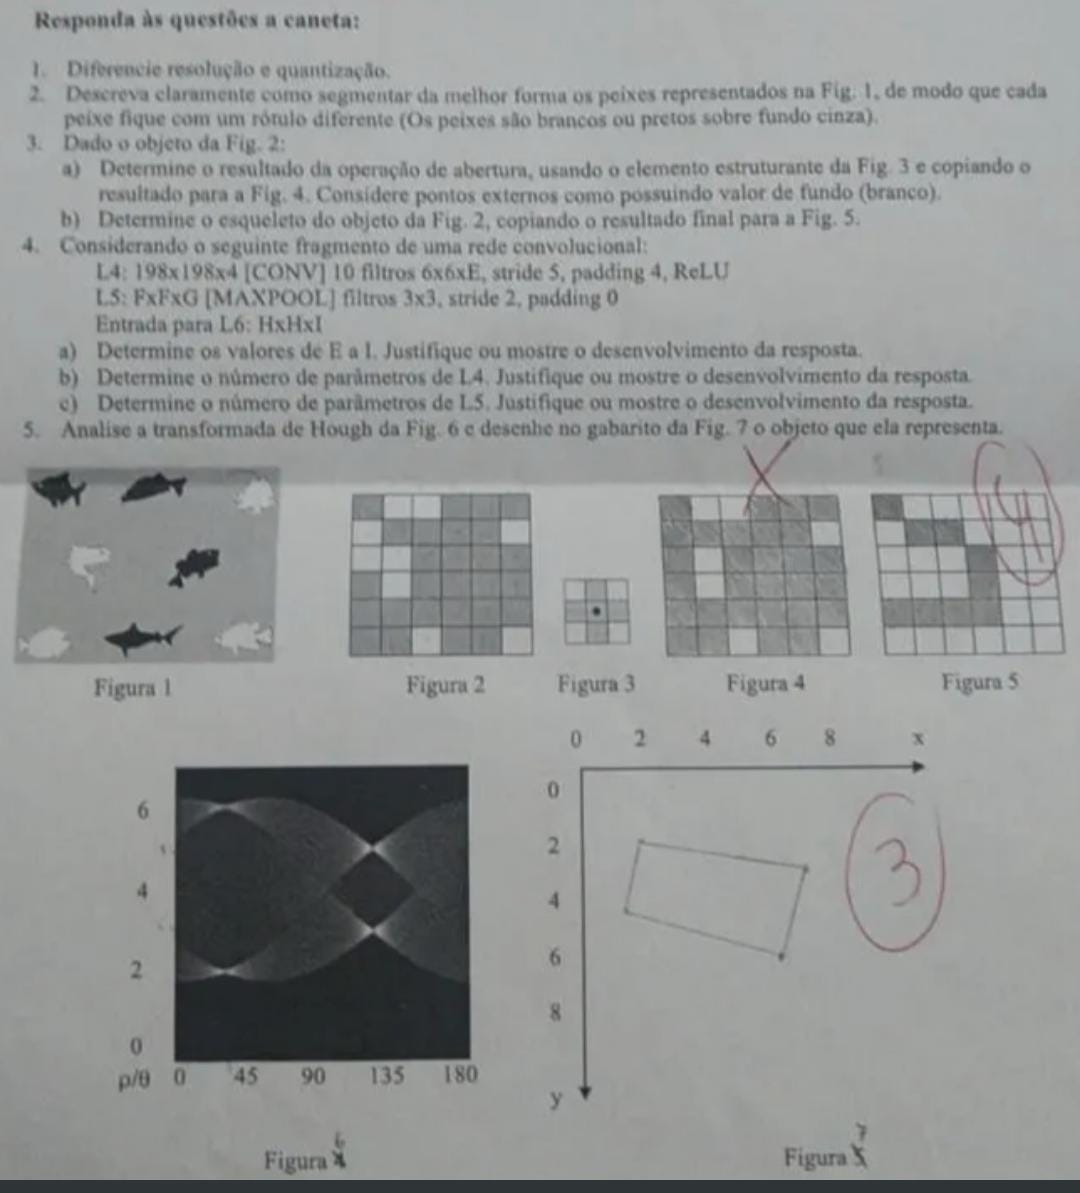 Responda às questões a caneta:
1. Diferencie resolução e quantização.
2. Descreva claramente como segmentar da melhor forma os peixes representados na Fig. 1, de modo que cada
peixe fique com um rótulo diferente (Os peixes são brancos ou pretos sobre fundo cinza).
3. Dado o objeto da Fig. 2:
a) Determine o resultado da operação de abertura, usando o elemento estruturante da Fig. 3 e copiando o
resultado para a Fig. 4. Considere pontos externos como possuindo valor de fundo (branco).
b) Determine o esqueleto do objeto da Fig. 2, copiando o resultado final para a Fig. 5.
4. Considerando o seguinte fragmento de uma rede convolucional:
L4: 198x198x4 [CONV] 10 filtros 6x6xE, stride 5, padding 4, ReLU
L5: FxFxG [MAXPOOL] filtros 3x3, stride 2, padding 0
Entrada para L6: HxHxI
a) Determine os valores de E a I. Justifique ou mostre o desenvolvimento da resposta.
b) Determine o número de parâmetros de L4. Justifique ou mostre o desenvolvimento da resposta.
c) Determine o número de parâmetros de L5. Justifique ou mostre o desenvolvimento da resposta.
5. Analise a transformada de Hough da Fig. 6 e desenhe no gabarito da Fig. 7 o objeto que ela representa.
X
4
Figura 1
Figura 2
Figura 3
Figura 4
Figura 5
0 2 4 6 8 x
0
2
4
6
8
y
3
6
4
2
0
ρ/θ 0 45 90 135 180
Figura 6
Figura 7